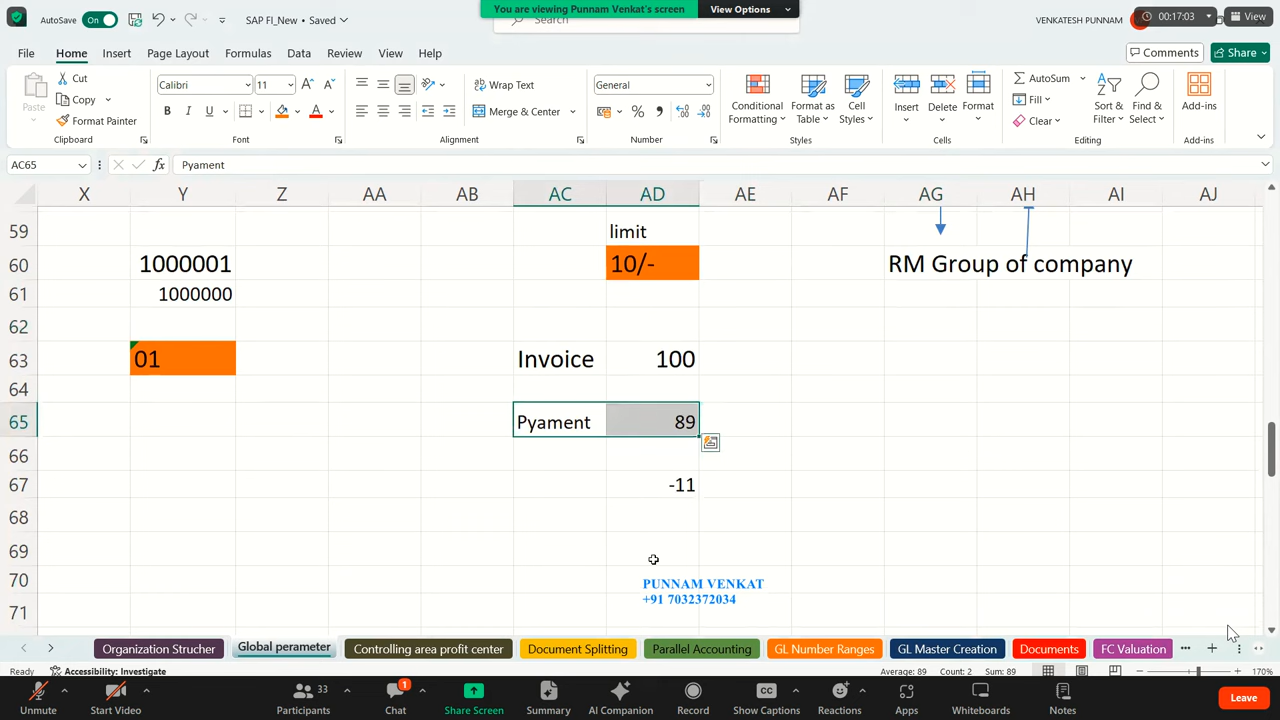 You are viewing Punnam Venkat's screen
View Options
AutoSave
On
SAP FI_New • Saved
Search
VENKATESH PUNNAM
00:17:03
View
File
Home
Insert
Page Layout
Formulas
Data
Review
View
Help
Comments
Share
Paste
Cut
Copy
Format Painter
Clipboard
Calibri
11
Font
Wrap Text
Merge & Center
Alignment
General
Number
Conditional Formatting
Format as Table
Cell Styles
Styles
Insert
Delete
Format
Cells
AutoSum
Fill
Clear
Sort & Filter
Find & Select
Editing
Add-ins
Add-ins
AC65
fx
Pyament
X Y Z AA AB AC AD AE AF AG AH AI AJ
59 limit
60 1000001 10/- RM Group of company
61 1000000
62
63 01 Invoice 100
64
65 Pyament 89
66
67 -11
68
69
70
71
PUNNAM VENKAT
+91 7032372034
Organization Strucher
Global perameter
Controlling area profit center
Document Splitting
Parallel Accounting
GL Number Ranges
GL Master Creation
Documents
FC Valuation
Ready
Accessibility: Investigate
Average: 89
Count: 2
Sum: 89
170%
Unmute
Start Video
Participants
33
Chat
1
Share Screen
Summary
AI Companion
Record
Show Captions
Reactions
Apps
Whiteboards
Notes
Leave